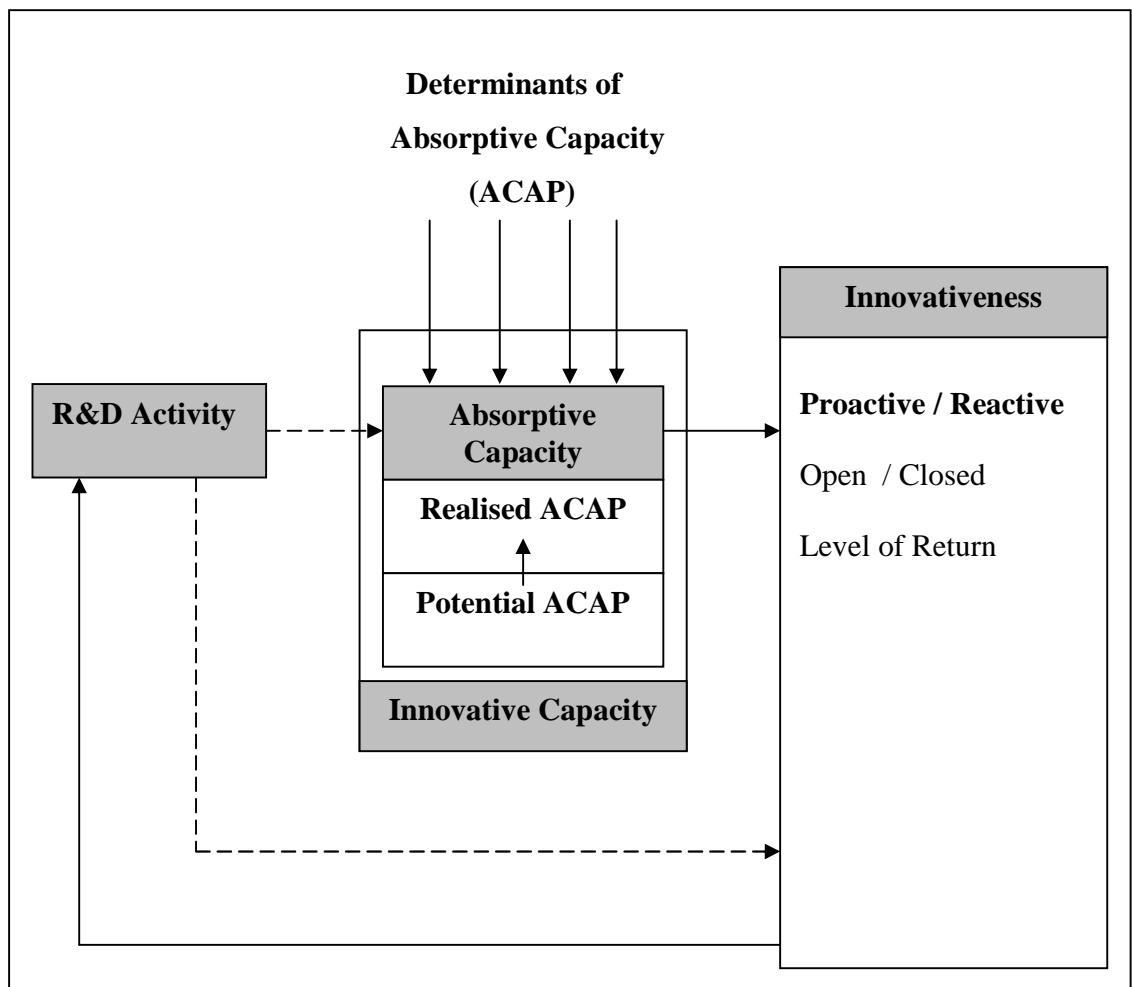 Determinants of
Absorptive Capacity
(ACAP)
Innovativeness
R&D Activity
Absorptive
Capacity
Proactive / Reactive
Open / Closed
Level of Return
Realised ACAP
Potential ACAP
Innovative Capacity